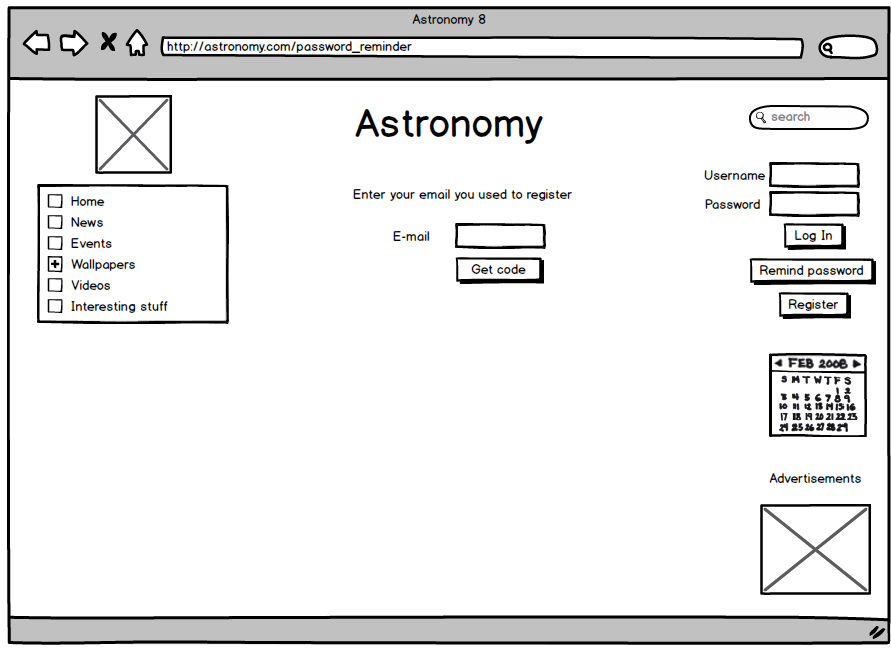 Astronomy 8
http://astronomy.com/password_reminder
Astronomy
search
Home
News
Events
Wallpapers
Videos
Interesting stuff
Enter your email you used to register
E-mail
Get code
Username
Password
Log In
Remind password
Register
FEB 2008
S M T W T F S
1 2
3 4 5 6 7 8 9
10 11 12 13 14 15 16
17 18 19 20 21 22 23
24 25 26 27 28 29
Advertisements